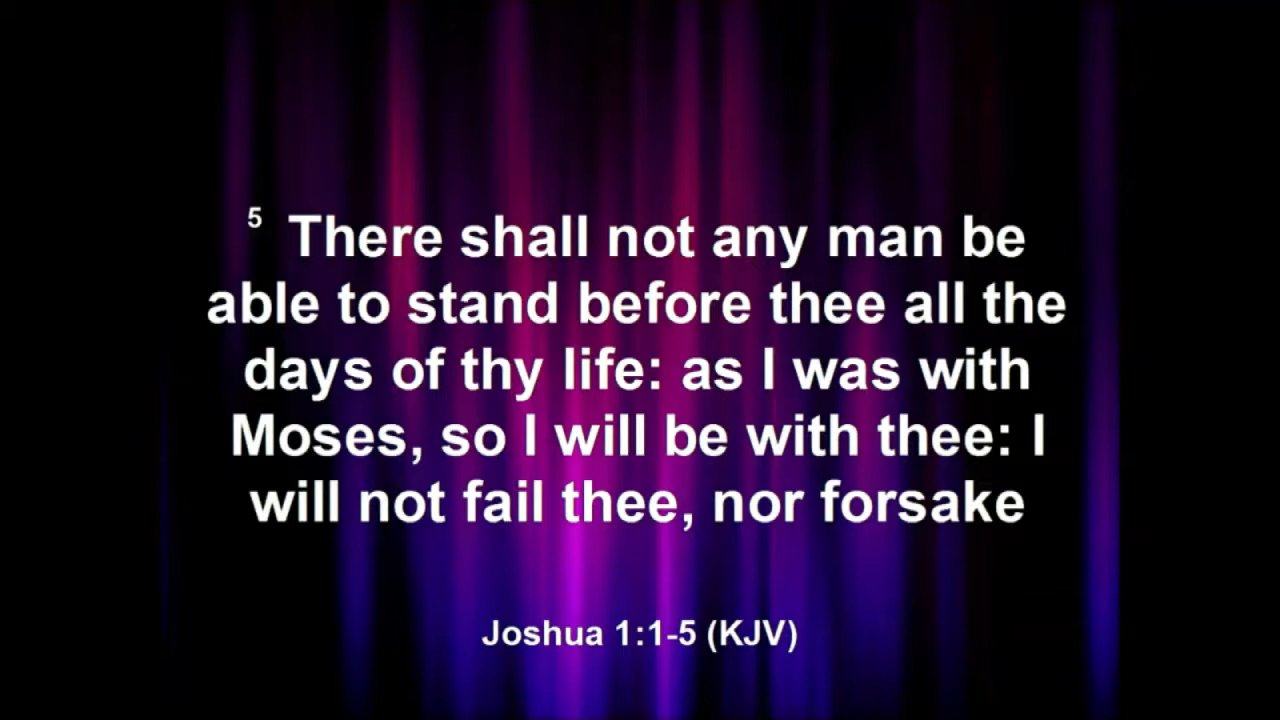 5 There shall not any man be
able to stand before thee all the
days of thy life: as I was with
Moses, so I will be with thee: I
will not fail thee, nor forsake
Joshua 1:1-5 (KJV)